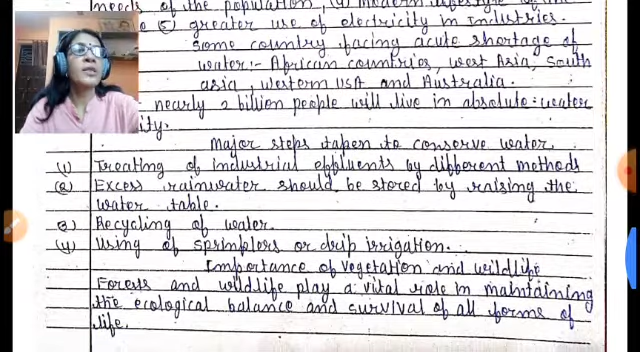 needs of the population, (4) modern lifestyle of the
(5) greater use of electricity in Industries.
Some country facing acute shortage of
water:- African countries, West Asia, South
asia, Western USA and Australia.
nearly 2 billion people will live in absolute water
ity.
Major steps taken to conserve water.
(1) Treating of industrial effluents by different methods
(2) Excess rainwater should be stored by raising the
water table.
(3) Recycling of water.
(4) Using of sprinplers or drip irrigation.
Importance of vegetation and wildlife
Forests and wildlife play a vital role in maintaining
the ecological balance and survival of all forms of
life.